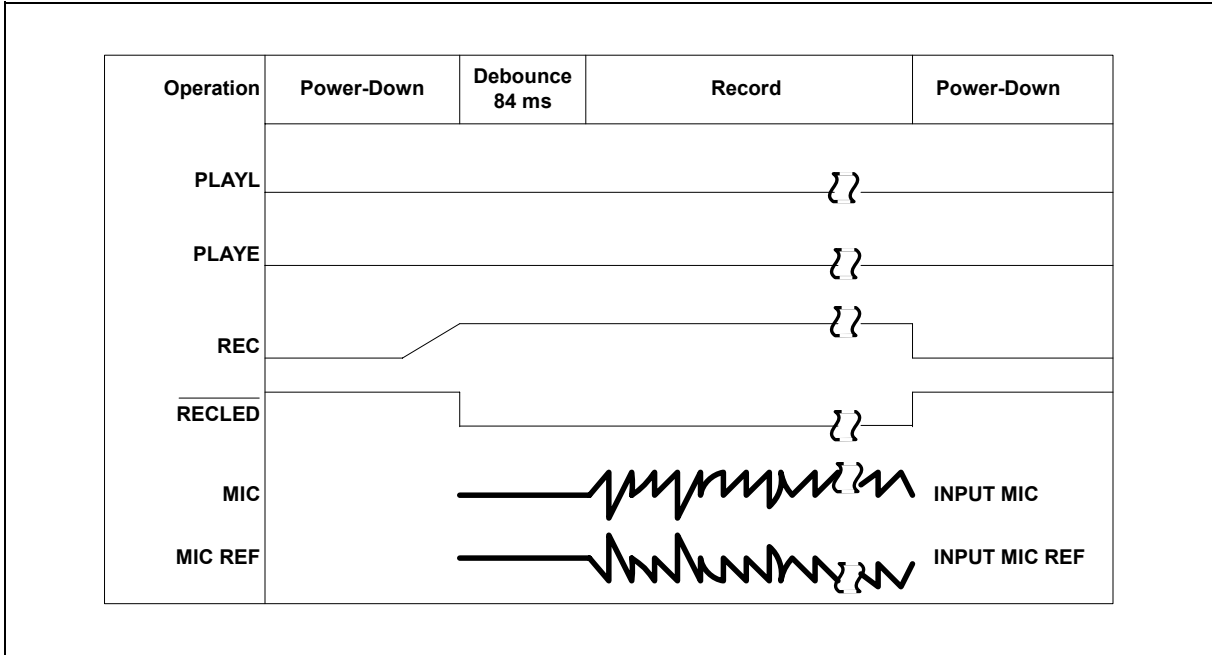 Operation
Power-Down
Debounce
84 ms
Record
Power-Down
PLAYL
PLAYE
REC
RECLED
MIC
INPUT MIC
MIC REF
INPUT MIC REF